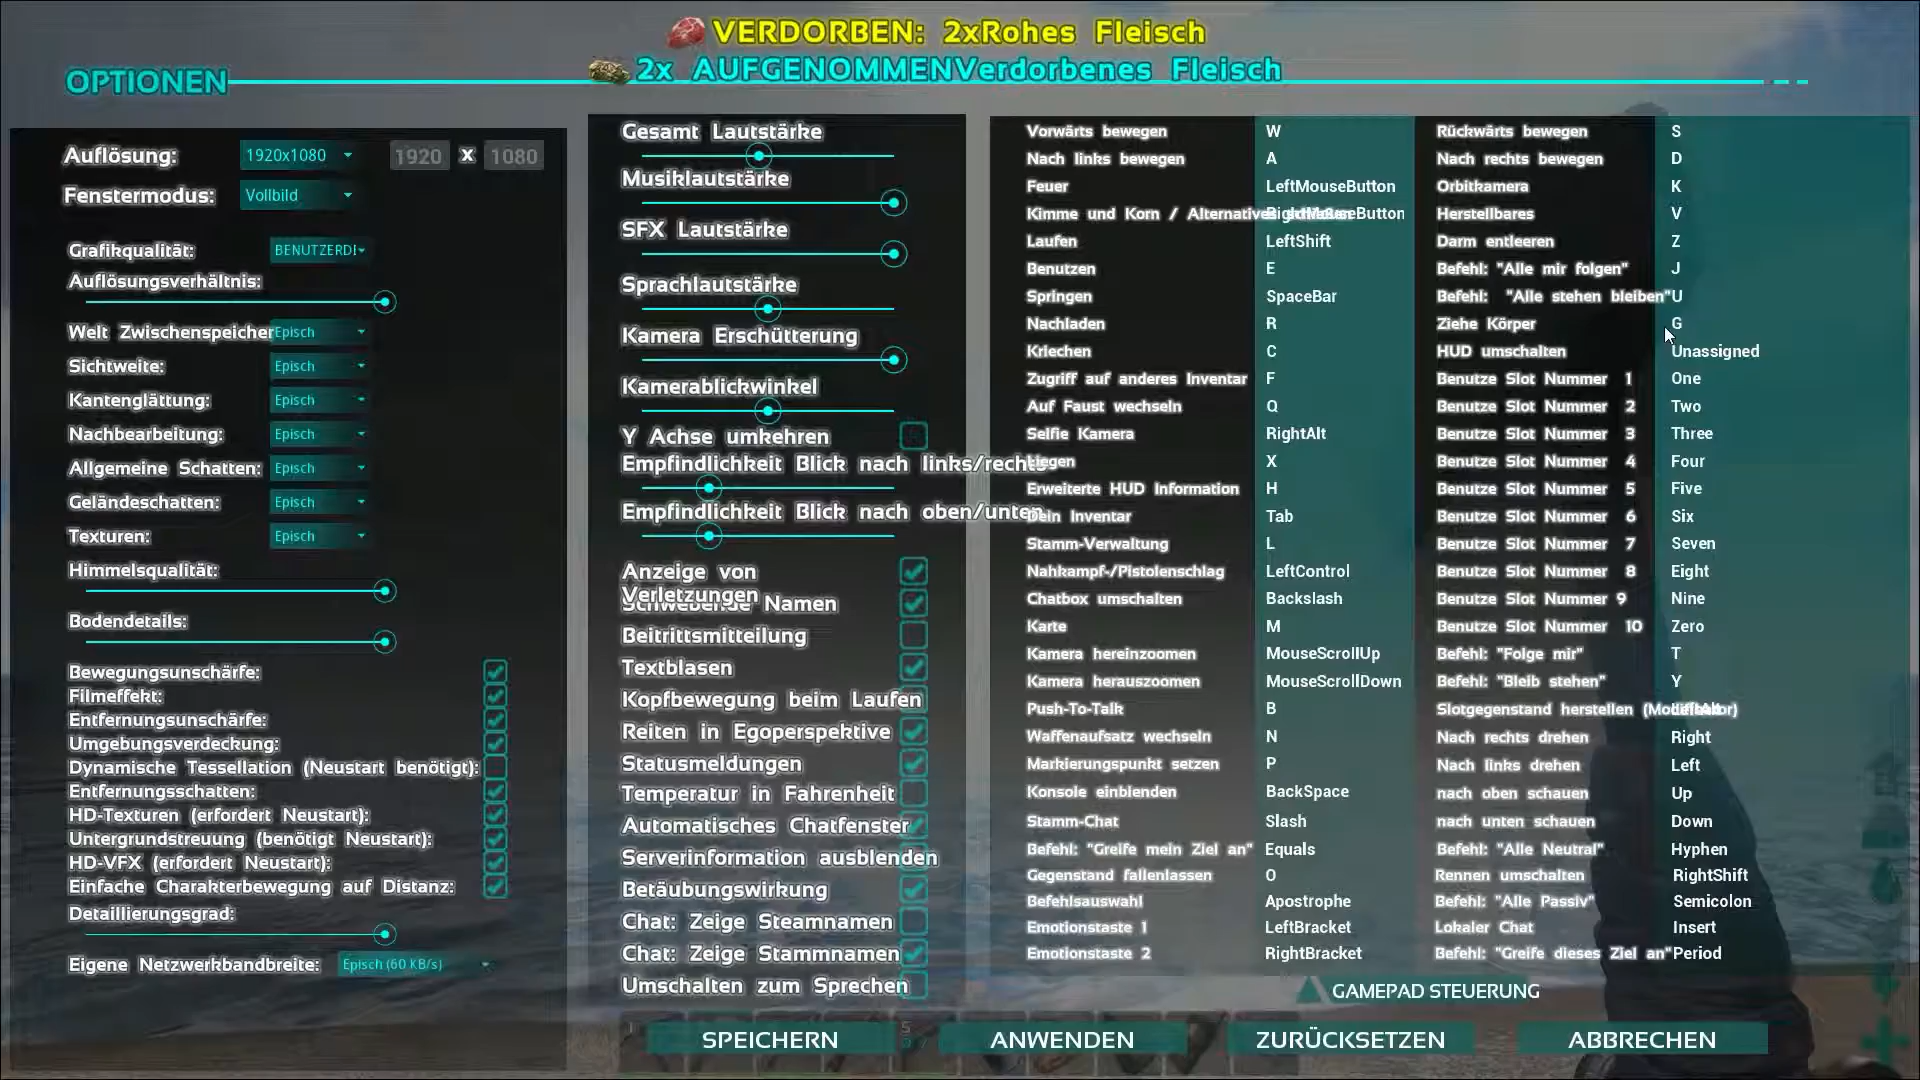 VERDORBEN: 2xRohes Fleisch
2x AUFGENOMMENVerdorbenes Fleisch
OPTIONEN
Auflösung: 1920x1080 1920 X 1080
Fenstermodus: Vollbild
Grafikqualität: BENUTZERDI
Auflösungsverhältnis:
Welt Zwischenspeicher Episch
Sichtweite: Episch
Kantenglättung: Episch
Nachbearbeitung: Episch
Allgemeine Schatten: Episch
Geländeschatten: Episch
Texturen: Episch
Himmelsqualität:
Bodendetails:
Bewegungsunschärfe:
Filmeffekt:
Entfernungsunschärfe:
Umgebungsverdeckung:
Dynamische Tessellation (Neustart benötigt):
Entfernungsschatten:
HD-Texturen (erfordert Neustart):
Untergrundstreuung (benötigt Neustart):
HD-VFX (erfordert Neustart):
Einfache Charakterbewegung auf Distanz:
Detaillierungsgrad:
Eigene Netzwerkbandbreite: Episch (60 KB/s)
Gesamt Lautstärke
Musiklautstärke
SFX Lautstärke
Sprachlautstärke
Kamera Erschütterung
Kamerablickwinkel
Y Achse umkehren
Empfindlichkeit Blick nach links/rechts
Empfindlichkeit Blick nach oben/unten
Anzeige von
Verletzungen
Schwebende Namen
Beitrittsmitteilung
Textblasen
Kopfbewegung beim Laufen
Reiten in Egoperspektive
Statusmeldungen
Temperatur in Fahrenheit
Automatisches Chatfenster
Serverinformation ausblenden
Betäubungswirkung
Chat: Zeige Steamnamen
Chat: Zeige Stammnamen
Umschalten zum Sprechen
Vorwärts bewegen W
Nach links bewegen A
Feuer LeftMouseButton
Kimme und Korn / Alternatives RightMouseButton
Laufen LeftShift
Benutzen E
Springen SpaceBar
Nachladen R
Kriechen C
Zugriff auf anderes Inventar F
Auf Faust wechseln Q
Selfie Kamera RightAlt
Liegen X
Erweiterte HUD Information H
Dein Inventar Tab
Stamm-Verwaltung L
Nahkampf-/Pistolenschlag LeftControl
Chatbox umschalten Backslash
Karte M
Kamera hereinzoomen MouseScrollUp
Kamera herauszoomen MouseScrollDown
Push-To-Talk B
Waffenaufsatz wechseln N
Markierungspunkt setzen P
Konsole einblenden BackSpace
Stamm-Chat Slash
Befehl: "Greife mein Ziel an" Equals
Gegenstand fallenlassen O
Befehlsauswahl Apostrophe
Emotionstaste 1 LeftBracket
Emotionstaste 2 RightBracket
Rückwärts bewegen S
Nach rechts bewegen D
Orbitkamera K
Herstellbares V
Darm entleeren Z
Befehl: "Alle mir folgen" J
Befehl: "Alle stehen bleiben" U
Ziehe Körper G
HUD umschalten Unassigned
Benutze Slot Nummer 1 One
Benutze Slot Nummer 2 Two
Benutze Slot Nummer 3 Three
Benutze Slot Nummer 4 Four
Benutze Slot Nummer 5 Five
Benutze Slot Nummer 6 Six
Benutze Slot Nummer 7 Seven
Benutze Slot Nummer 8 Eight
Benutze Slot Nummer 9 Nine
Benutze Slot Nummer 10 Zero
Befehl: "Folge mir" T
Befehl: "Bleib stehen" Y
Slotgegenstand herstellen (Modifikator) LeftAlt
Nach rechts drehen Right
Nach links drehen Left
nach oben schauen Up
nach unten schauen Down
Befehl: "Alle Neutral" Hyphen
Rennen umschalten RightShift
Befehl: "Alle Passiv" Semicolon
Lokaler Chat Insert
Befehl: "Greife dieses Ziel an" Period
GAMEPAD STEUERUNG
SPEICHERN ANWENDEN ZURÜCKSETZEN ABBRECHEN